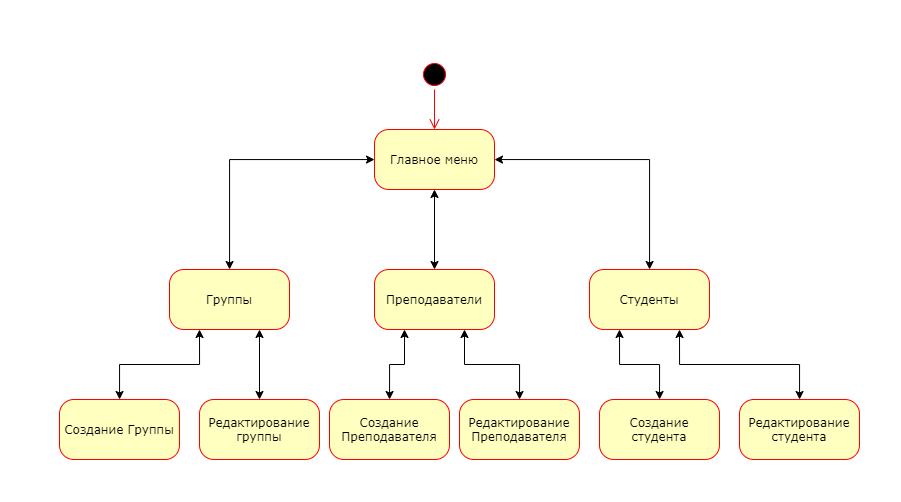 Главное меню
Группы
Преподаватели
Студенты
Создание Группы
Редактирование
группы
Создание
Преподавателя
Редактирование
Преподавателя
Создание
студента
Редактирование
студента